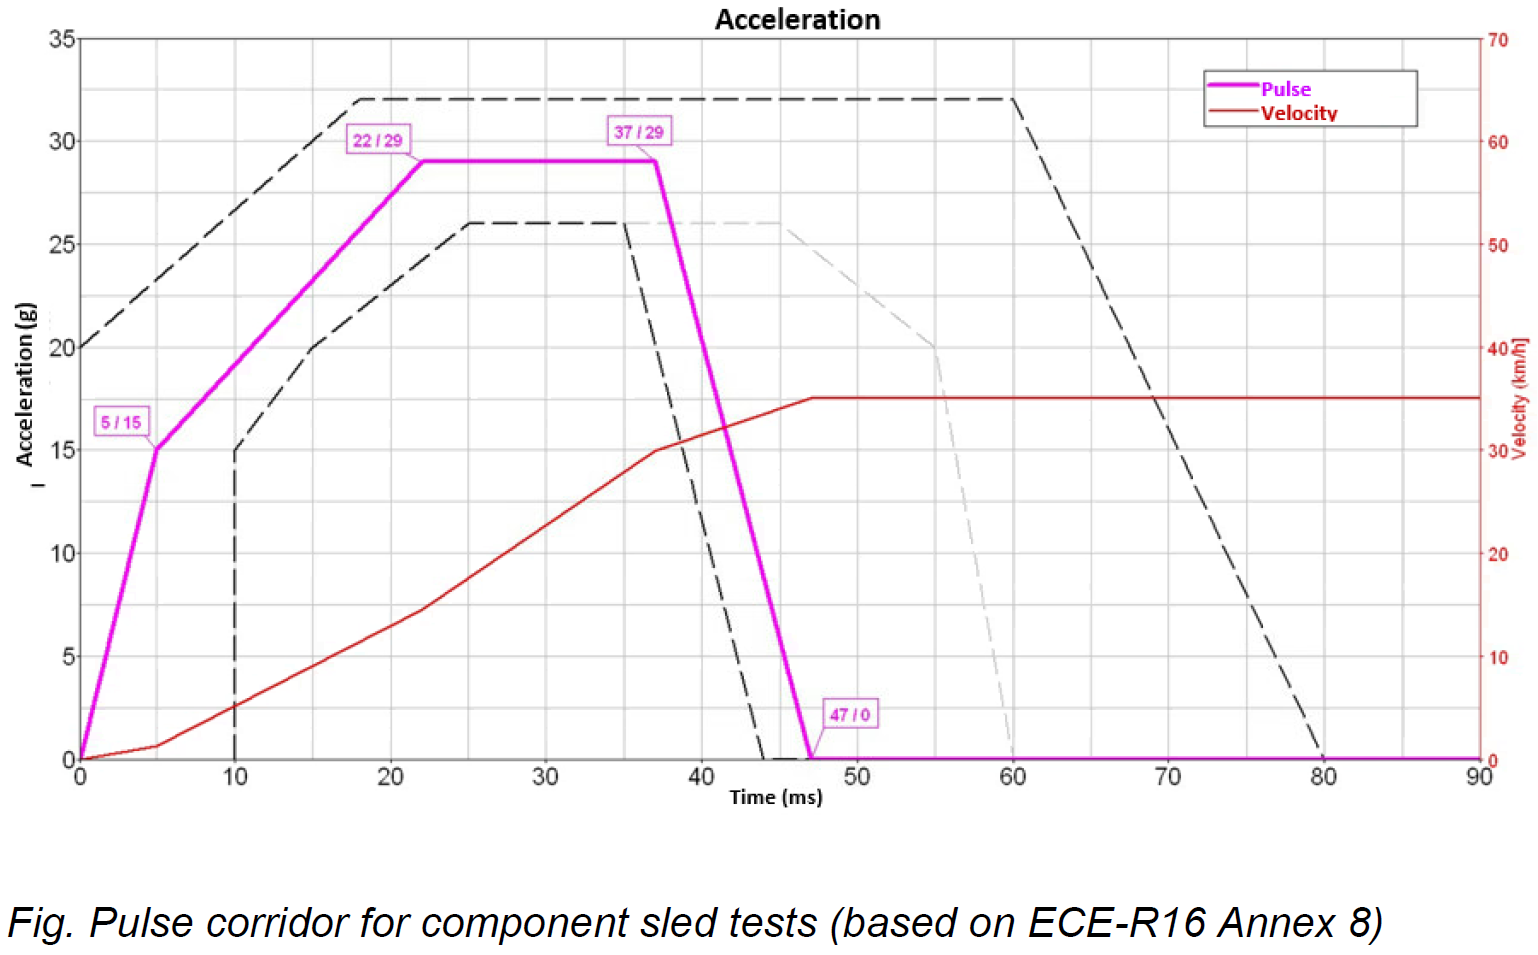 Acceleration
35
30
25
20
15
10
5
0
Acceleration (g)
22 / 29
37 / 29
5 / 15
47 / 0
Pulse
Velocity
70
60
50
40
30
20
10
0
Velocity (km/h]
0 10 20 30 40 50 60 70 80 90
Time (ms)
Fig. Pulse corridor for component sled tests (based on ECE-R16 Annex 8)